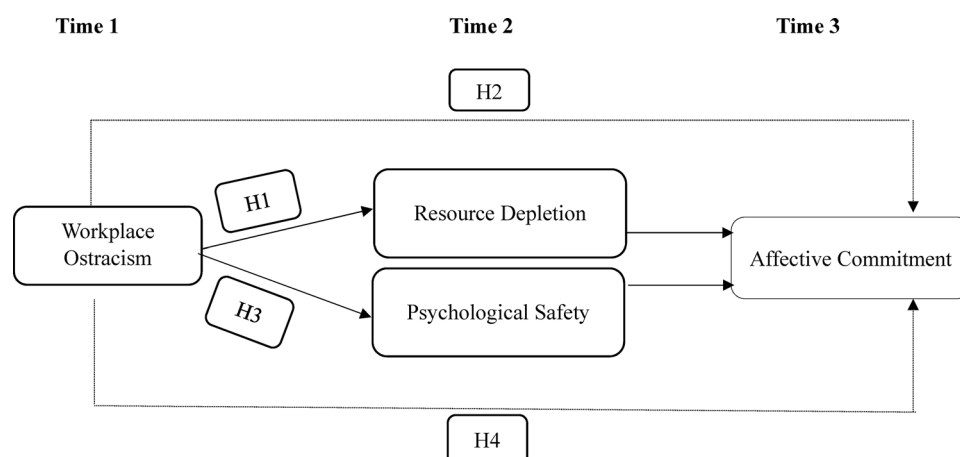 Time 1
Time 2
Time 3
H2
H1
Resource Depletion
Workplace
Ostracism
Affective Commitment
H3
Psychological Safety
H4